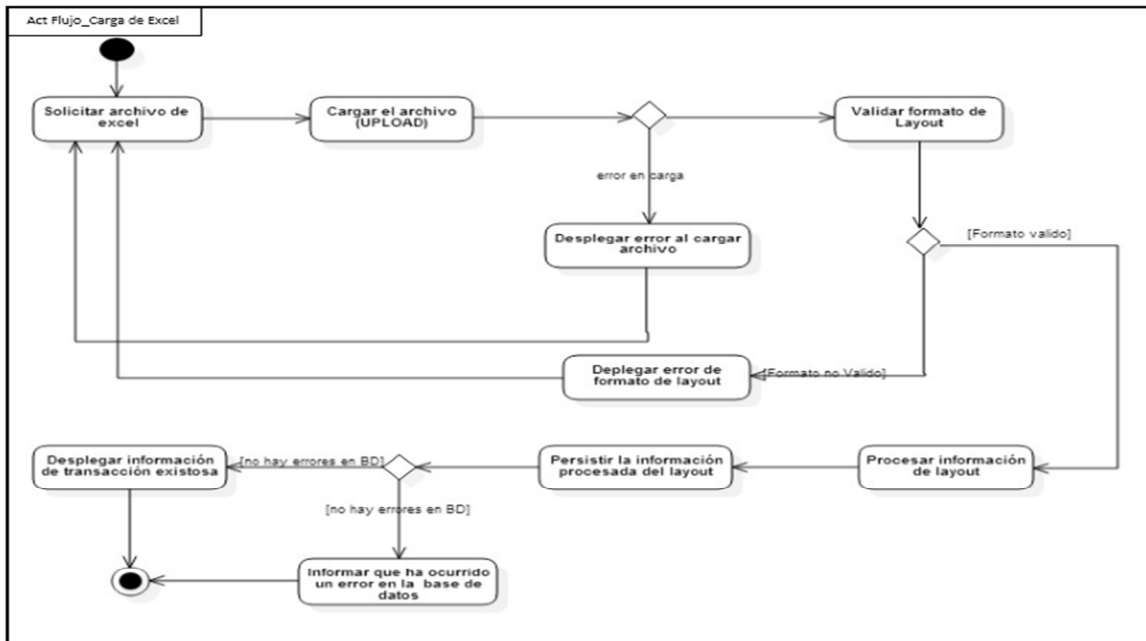 Act Flujo_Carga de Excel
Solicitar archivo de
excel
Cargar el archivo
(UPLOAD)
Validar formato de
Layout
error en carga
Desplegar error al cargar
archivo
[Formato valido]
Deplegar error de
formato de layout
[Formato no Valido]
Desplegar información
de transacción existosa
[no hay errores en BD]
Persistir la información
procesada del layout
Procesar información
de layout
[no hay errores en BD]
Informar que ha ocurrido
un error en la base de
datos